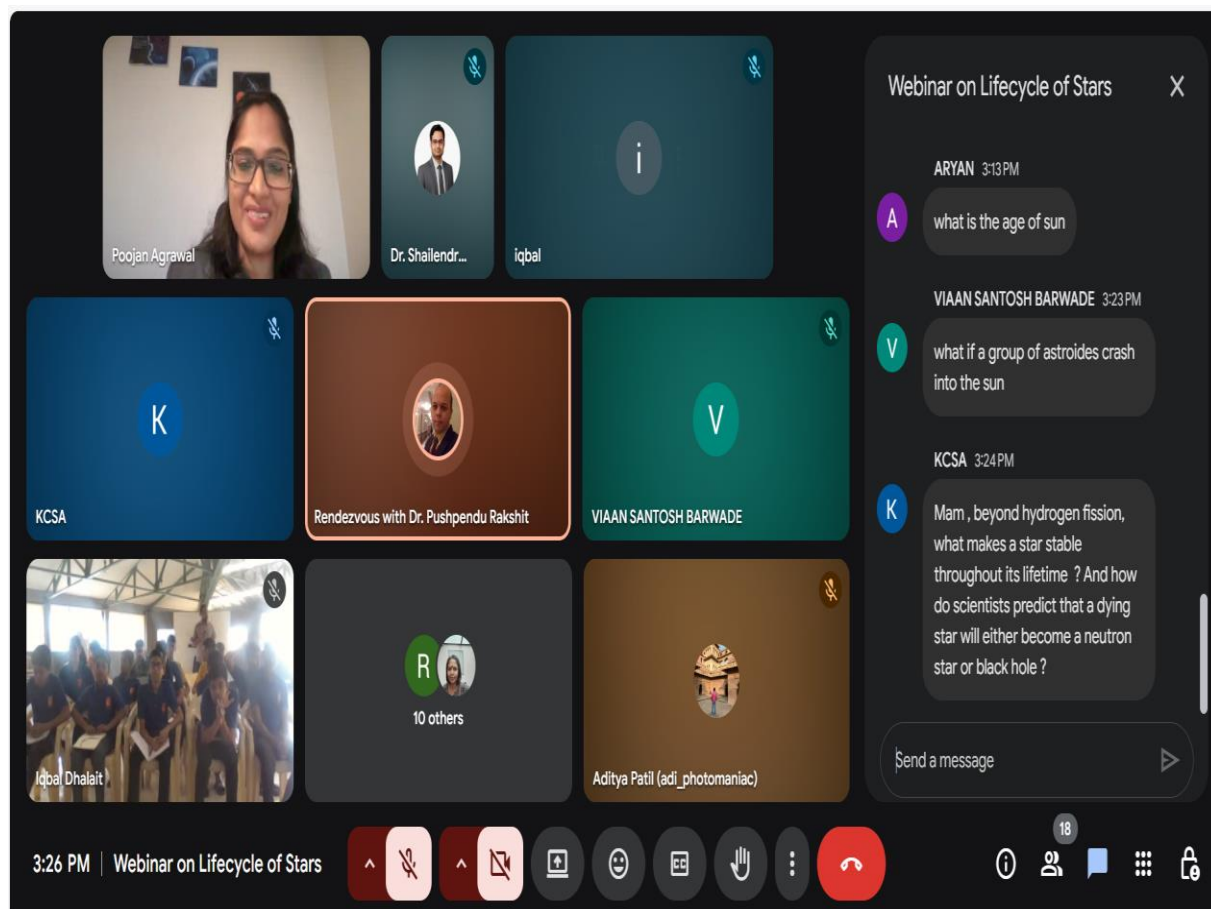 Poojan Agrawal
Dr. Shailendr...
i
iqbal
K
KCSA
Rendezvous with Dr. Pushpendu Rakshit
V
VIAAN SANTOSH BARWADE
Iqbal Dhalait
R
10 others
Aditya Patil (adi_photomaniac)
Webinar on Lifecycle of Stars
ARYAN 3:13 PM
A
what is the age of sun
VIAAN SANTOSH BARWADE 3:23 PM
V
what if a group of astroides crash
into the sun
KCSA 3:24 PM
K
Mam , beyond hydrogen fission,
what makes a star stable
throughout its lifetime ? And how
do scientists predict that a dying
star will either become a neutron
star or black hole ?
Send a message
3:26 PM | Webinar on Lifecycle of Stars
CC
18